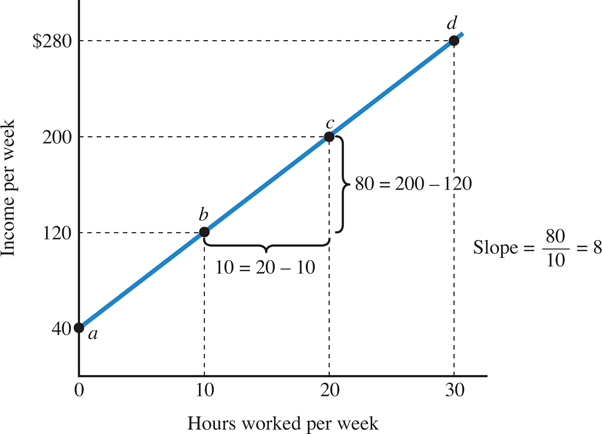 d
$280
c
200
80 = 200 – 120
Income per week
b
120
10 = 20 – 10
Slope = 80/10 = 8
40
a
0
10
20
30
Hours worked per week